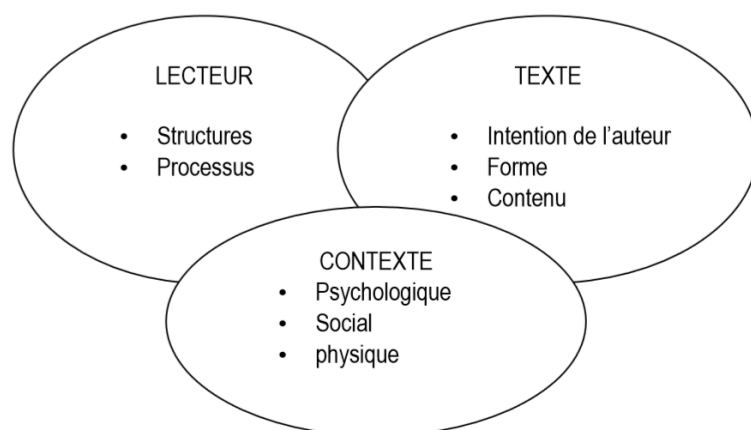 LECTEUR
• Structures
• Processus
TEXTE
• Intention de l'auteur
• Forme
• Contenu
CONTEXTE
• Psychologique
• Social
• physique